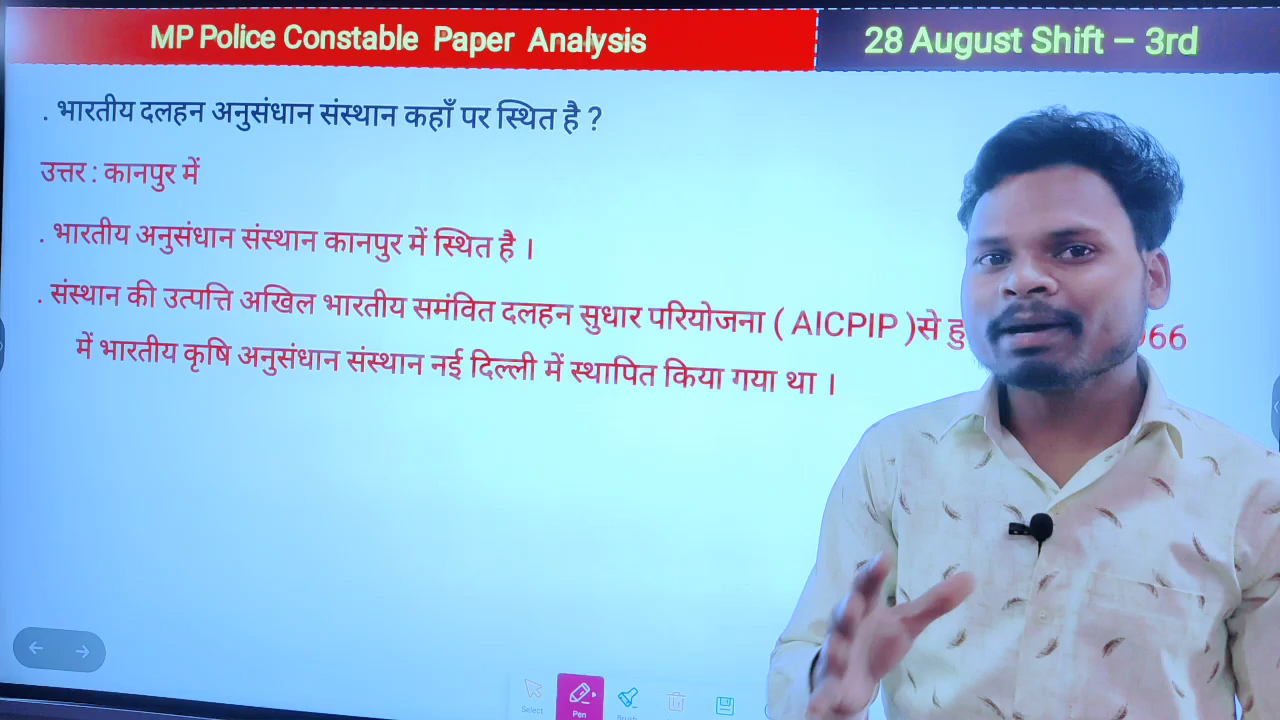 MP Police Constable Paper Analysis
28 August Shift – 3rd
. भारतीय दलहन अनुसंधान संस्थान कहाँ पर स्थित है ?
उत्तर : कानपुर में
. भारतीय अनुसंधान संस्थान कानपुर में स्थित है ।
. संस्थान की उत्पत्ति अखिल भारतीय समंवित दलहन सुधार परियोजना ( AICPIP )से
में भारतीय कृषि अनुसंधान संस्थान नई दिल्ली में स्थापित किया गया था ।
Select
Pen